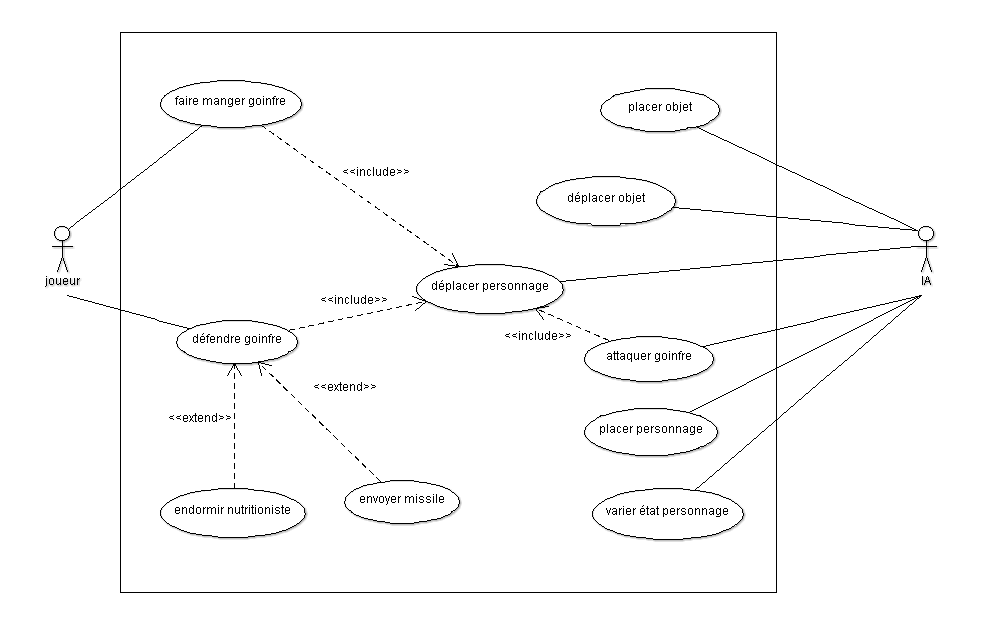 faire manger goinfre
placer objet
<<include>>
déplacer objet
joueur
IA
déplacer personnage
<<include>>
défendre goinfre
<<include>>
attaquer goinfre
<<extend>>
<<extend>>
placer personnage
endormir nutritioniste
envoyer missile
varier état personnage